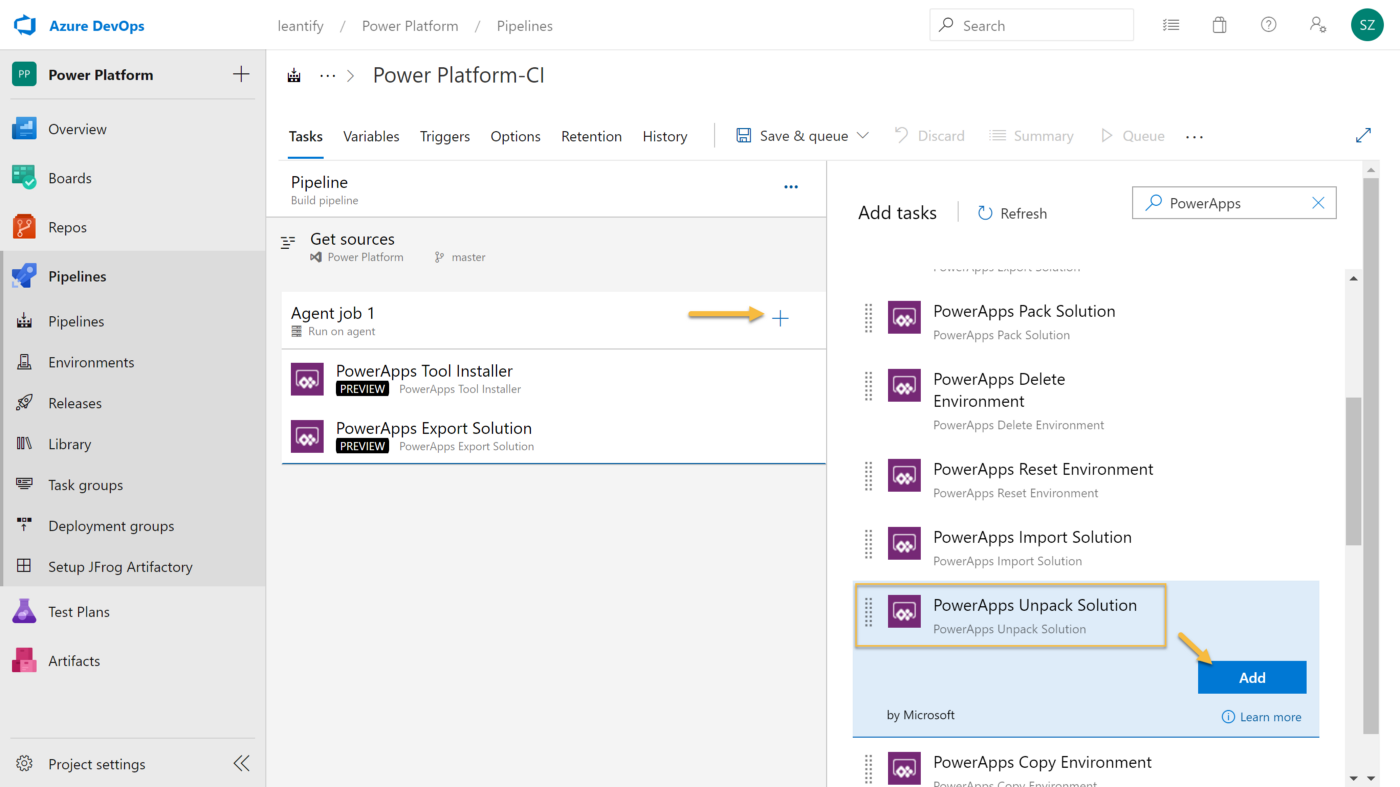 Azure DevOps
leantify / Power Platform / Pipelines
Search
SZ
PP Power Platform
Overview
Boards
Repos
Pipelines
Pipelines
Environments
Releases
Library
Task groups
Deployment groups
Setup JFrog Artifactory
Test Plans
Artifacts
Project settings
··· > Power Platform-CI
Tasks Variables Triggers Options Retention History
Save & queue Discard Summary Queue ···
Pipeline
Build pipeline
···
Get sources
Power Platform master
Agent job 1
Run on agent
PowerApps Tool Installer
PREVIEW PowerApps Tool Installer
PowerApps Export Solution
PREVIEW PowerApps Export Solution
Add tasks Refresh PowerApps
PowerApps Export Solution
PowerApps Pack Solution
PowerApps Pack Solution
PowerApps Delete
Environment
PowerApps Delete Environment
PowerApps Reset Environment
PowerApps Reset Environment
PowerApps Import Solution
PowerApps Import Solution
PowerApps Unpack Solution
PowerApps Unpack Solution
Add
by Microsoft
Learn more
PowerApps Copy Environment
PowerApps Copy Environment